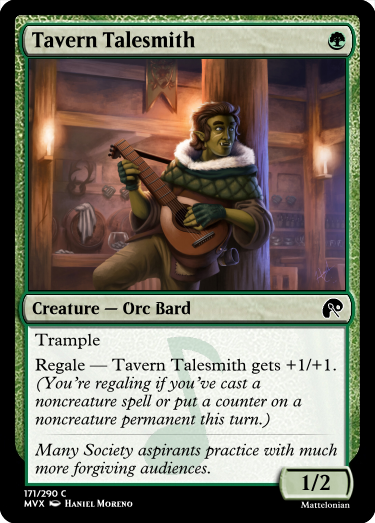 Tavern Talesmith
Creature — Orc Bard
Trample
Regale — Tavern Talesmith gets +1/+1.
(You're regaling if you've cast a
noncreature spell or put a counter on a
noncreature permanent this turn.)
Many Society aspirants practice with much
more forgiving audiences.
1/2
171/290 C
MVX Haniel Moreno
Mattelonian